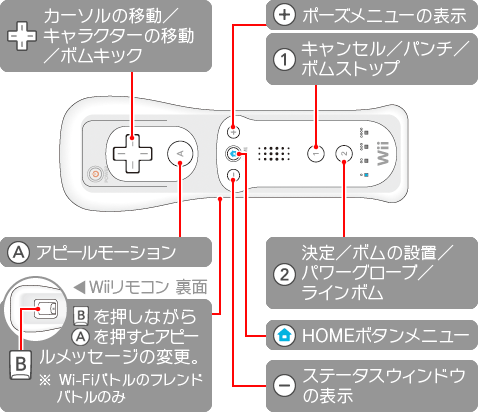 カーソルの移動／
キャラクターの移動
／ボムキック
＋ ポーズメニューの表示
1 キャンセル／パンチ／
ボムストップ
A
1
2
Wii
A アピールモーション
◀Wiiリモコン 裏面
B を押しながら
A を押すとアピー
ルメッセージの変更。
※ Wi-Fiバトルのフレンド
バトルのみ
B
2 決定／ボムの設置／
パワーグローブ／
ラインボム
HOMEボタンメニュー
− ステータスウィンドウ
の表示